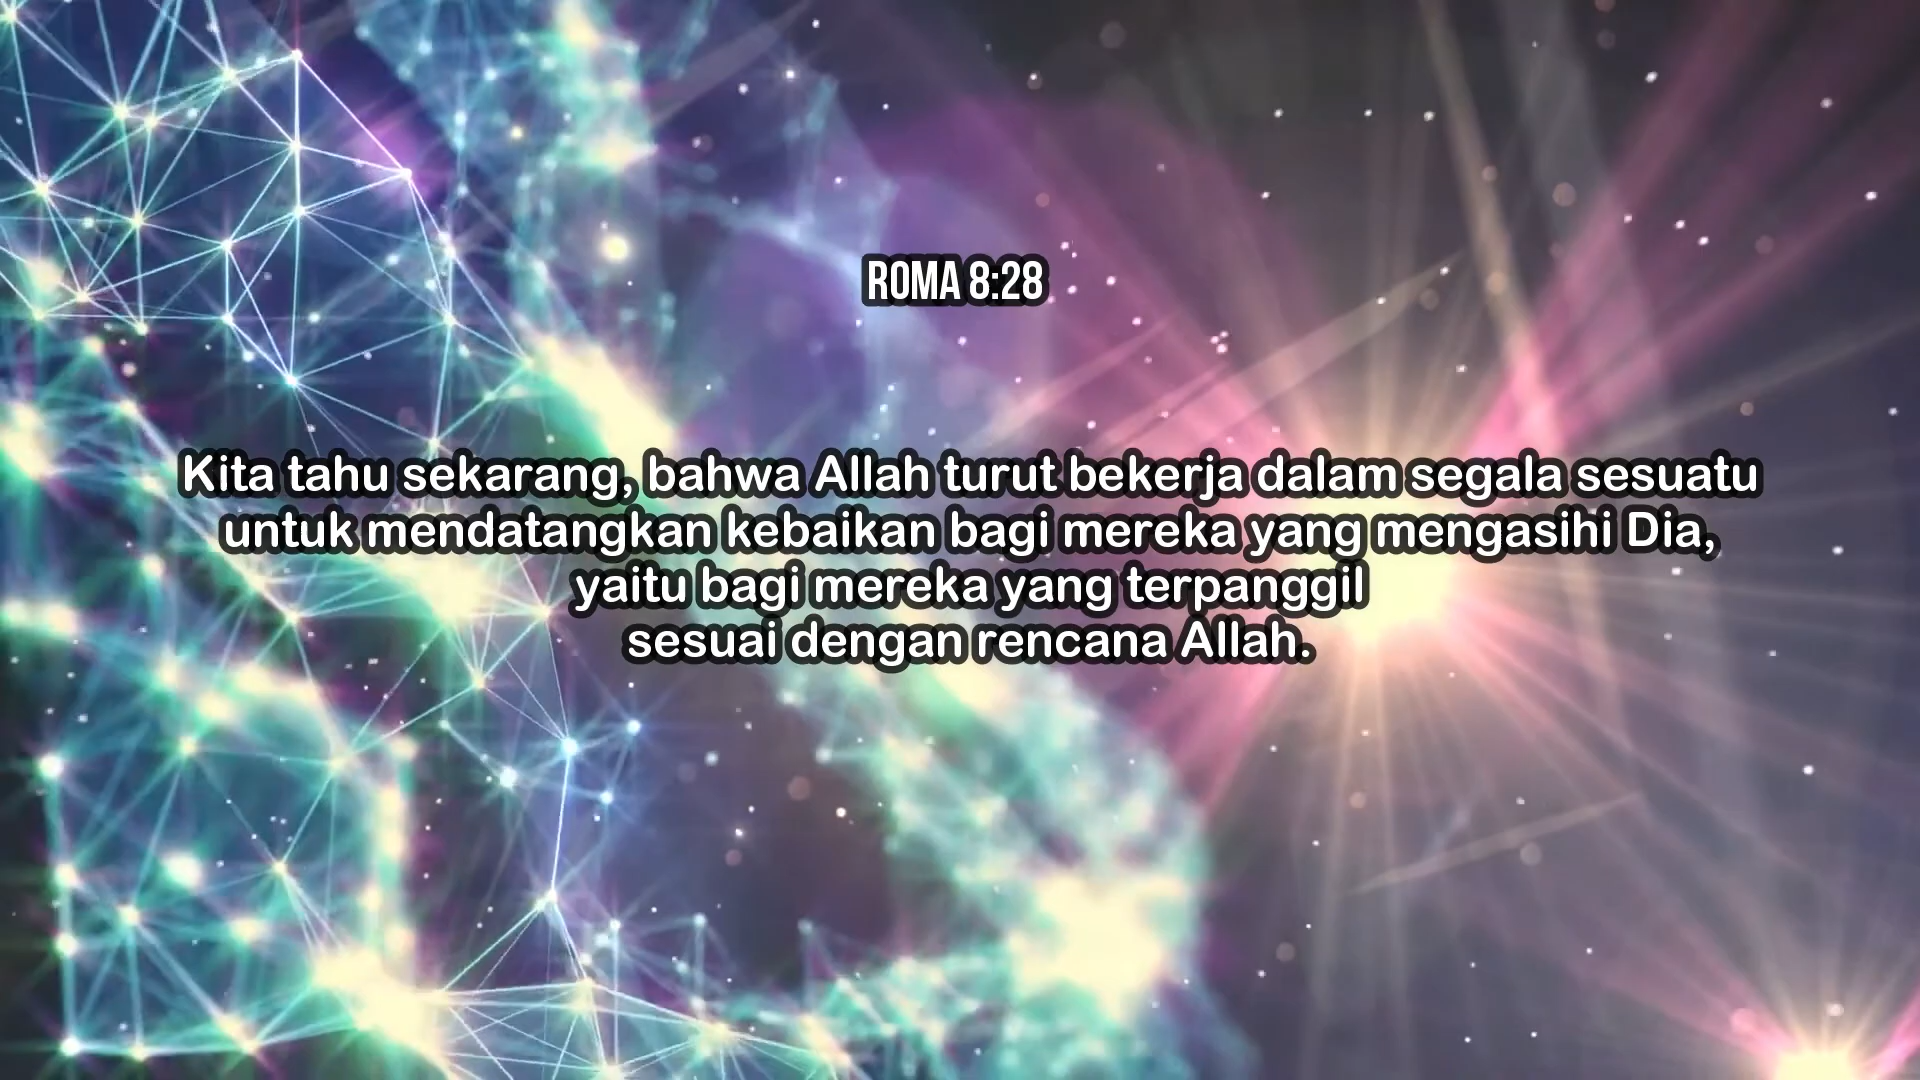 ROMA 8:28
Kita tahu sekarang, bahwa Allah turut bekerja dalam segala sesuatu
untuk mendatangkan kebaikan bagi mereka yang mengasihi Dia,
yaitu bagi mereka yang terpanggil
sesuai dengan rencana Allah.